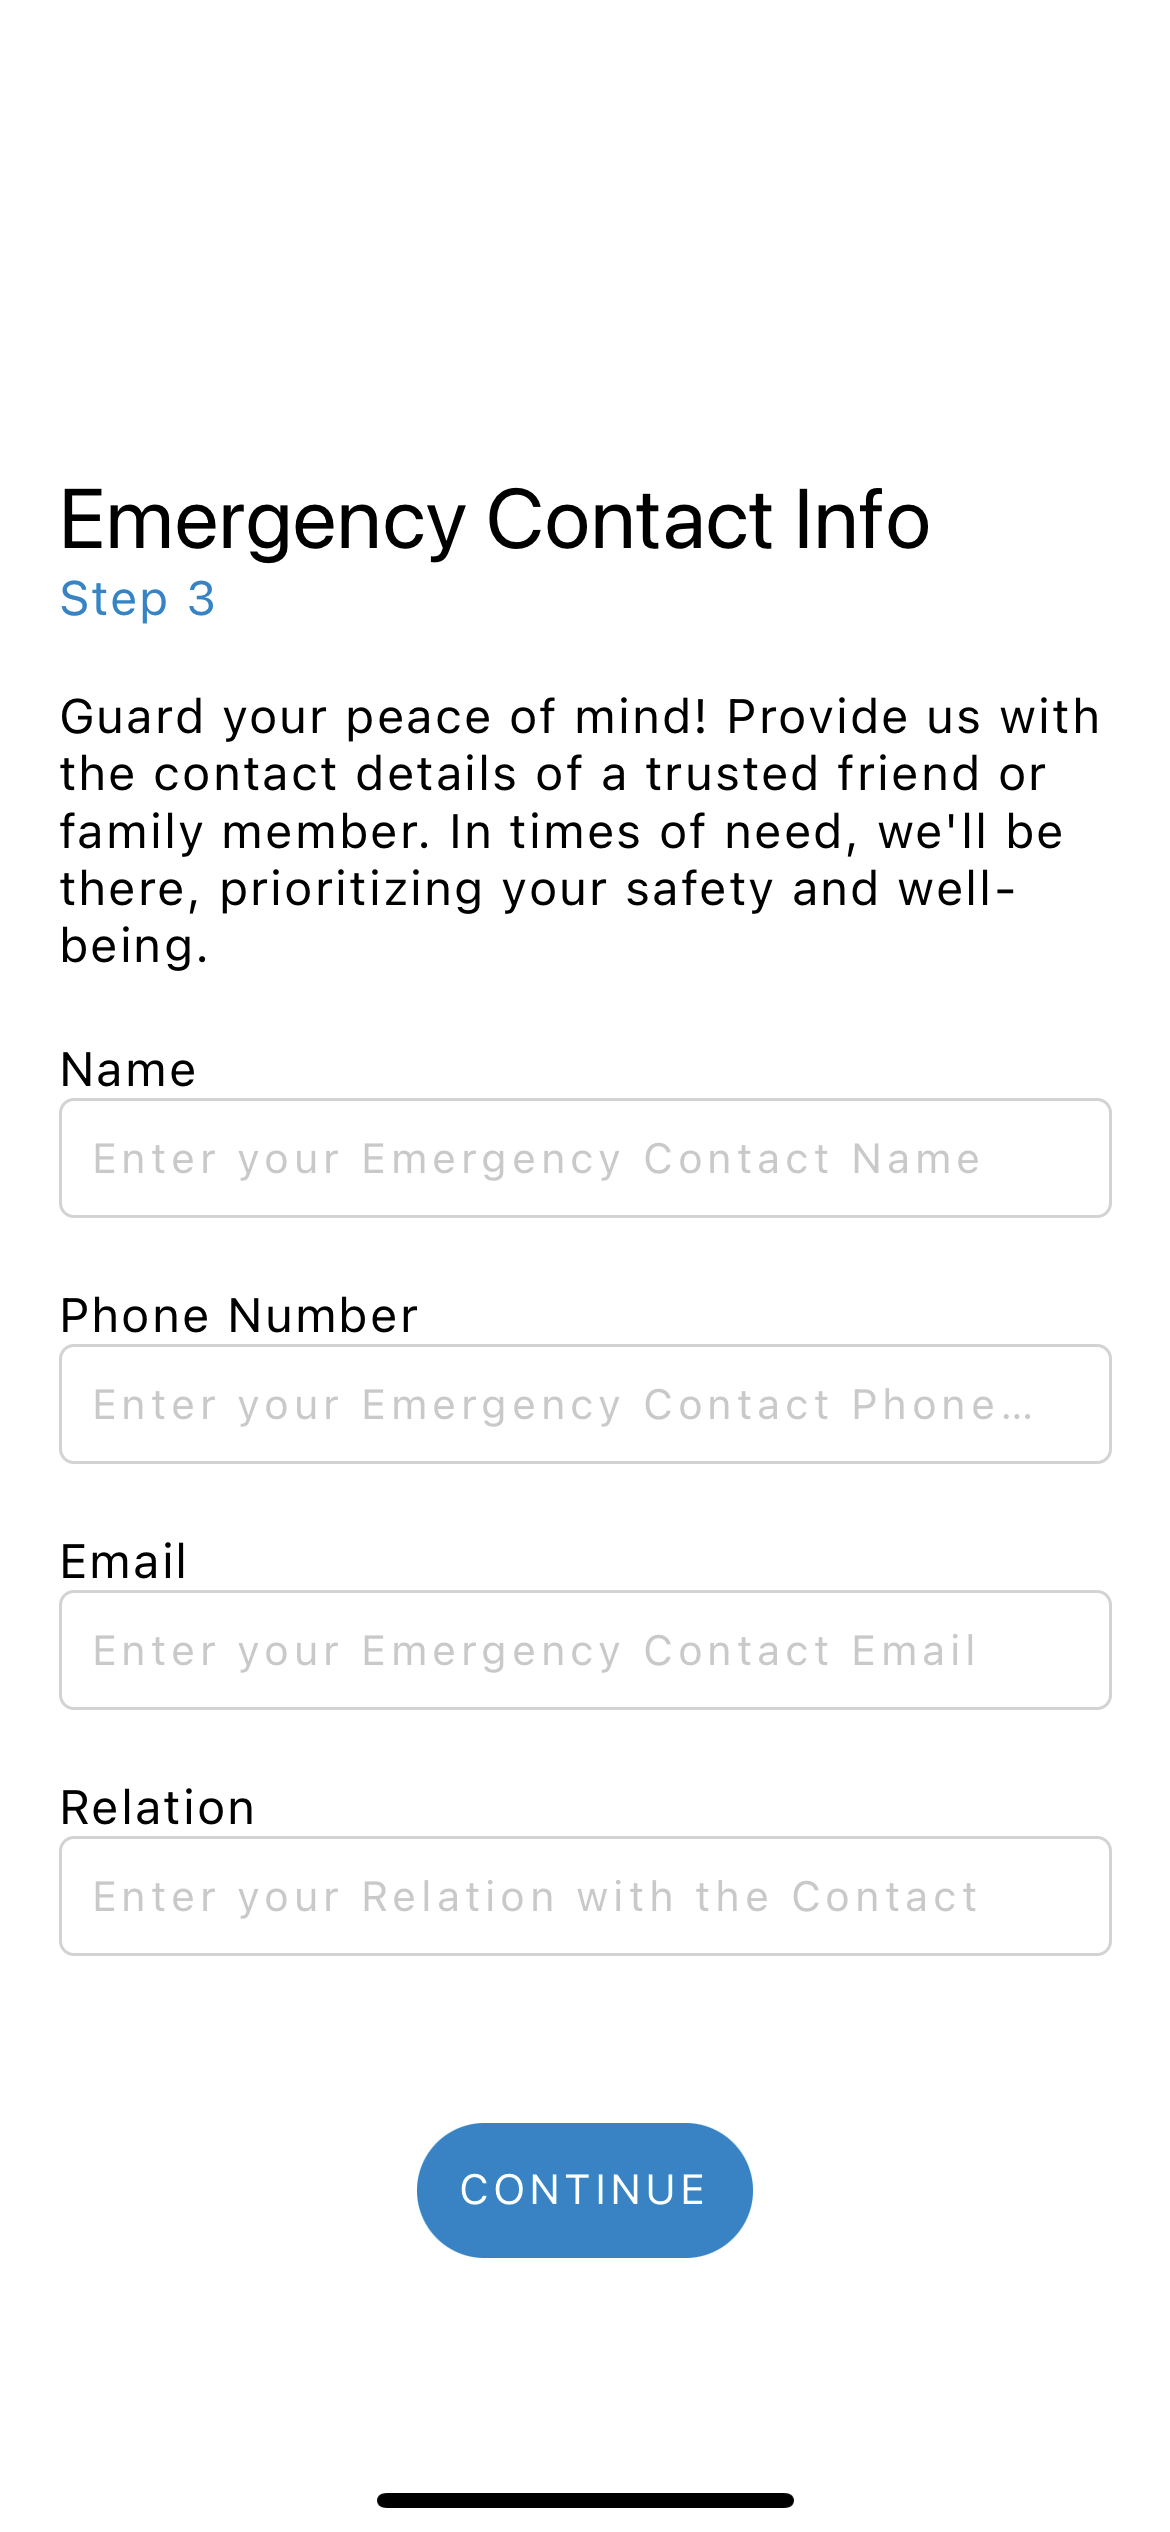 Emergency Contact Info
Step 3
Guard your peace of mind! Provide us with
the contact details of a trusted friend or
family member. In times of need, we'll be
there, prioritizing your safety and well-
being.
Name
Enter your Emergency Contact Name
Phone Number
Enter your Emergency Contact Phone...
Email
Enter your Emergency Contact Email
Relation
Enter your Relation with the Contact
CONTINUE